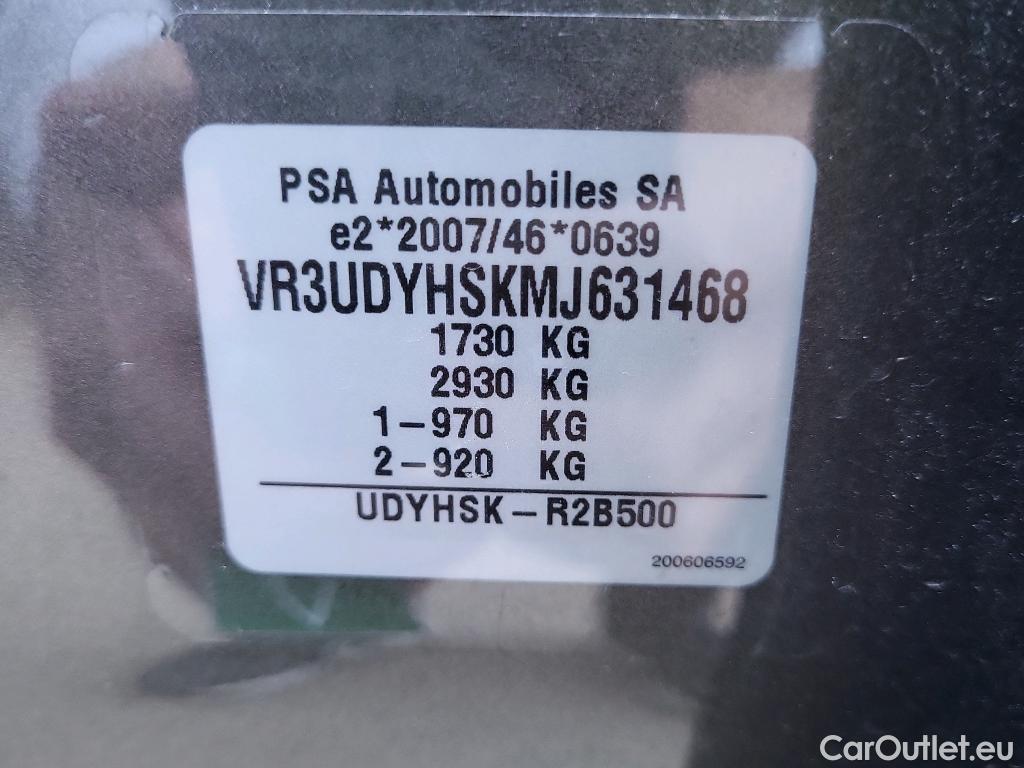 PSA Automobiles SA
e2*2007/46*0639
VR3UDYHSKMJ631468
1730 KG
2930 KG
1-970 KG
2-920 KG
UDYHSK-R2B500
200606592
CarOutlet.eu